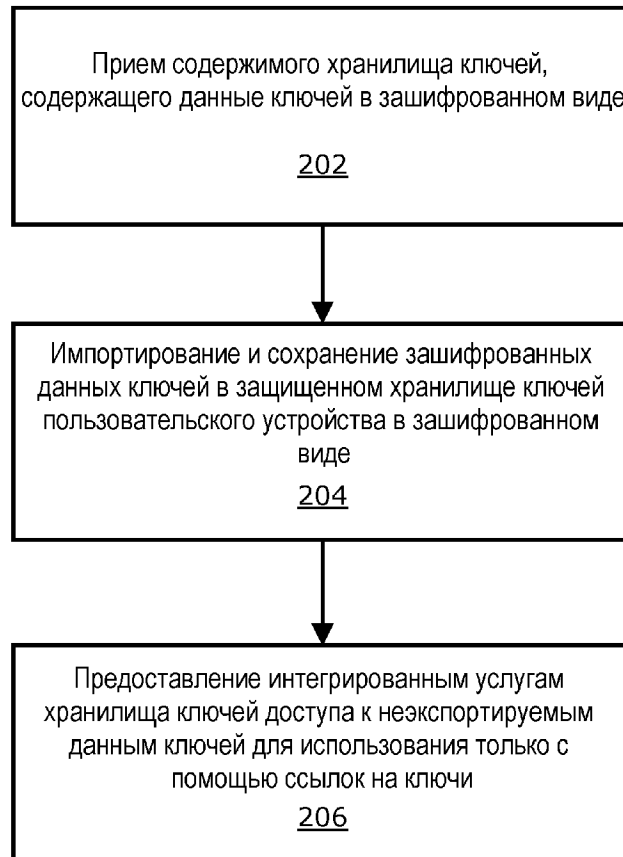 Прием содержимого хранилища ключей,
содержащего данные ключей в зашифрованном виде
202
Импортирование и сохранение зашифрованных
данных ключей в защищенном хранилище ключей
пользовательского устройства в зашифрованном
виде
204
Предоставление интегрированным услугам
хранилища ключей доступа к неэкспортируемым
данным ключей для использования только с
помощью ссылок на ключи
206